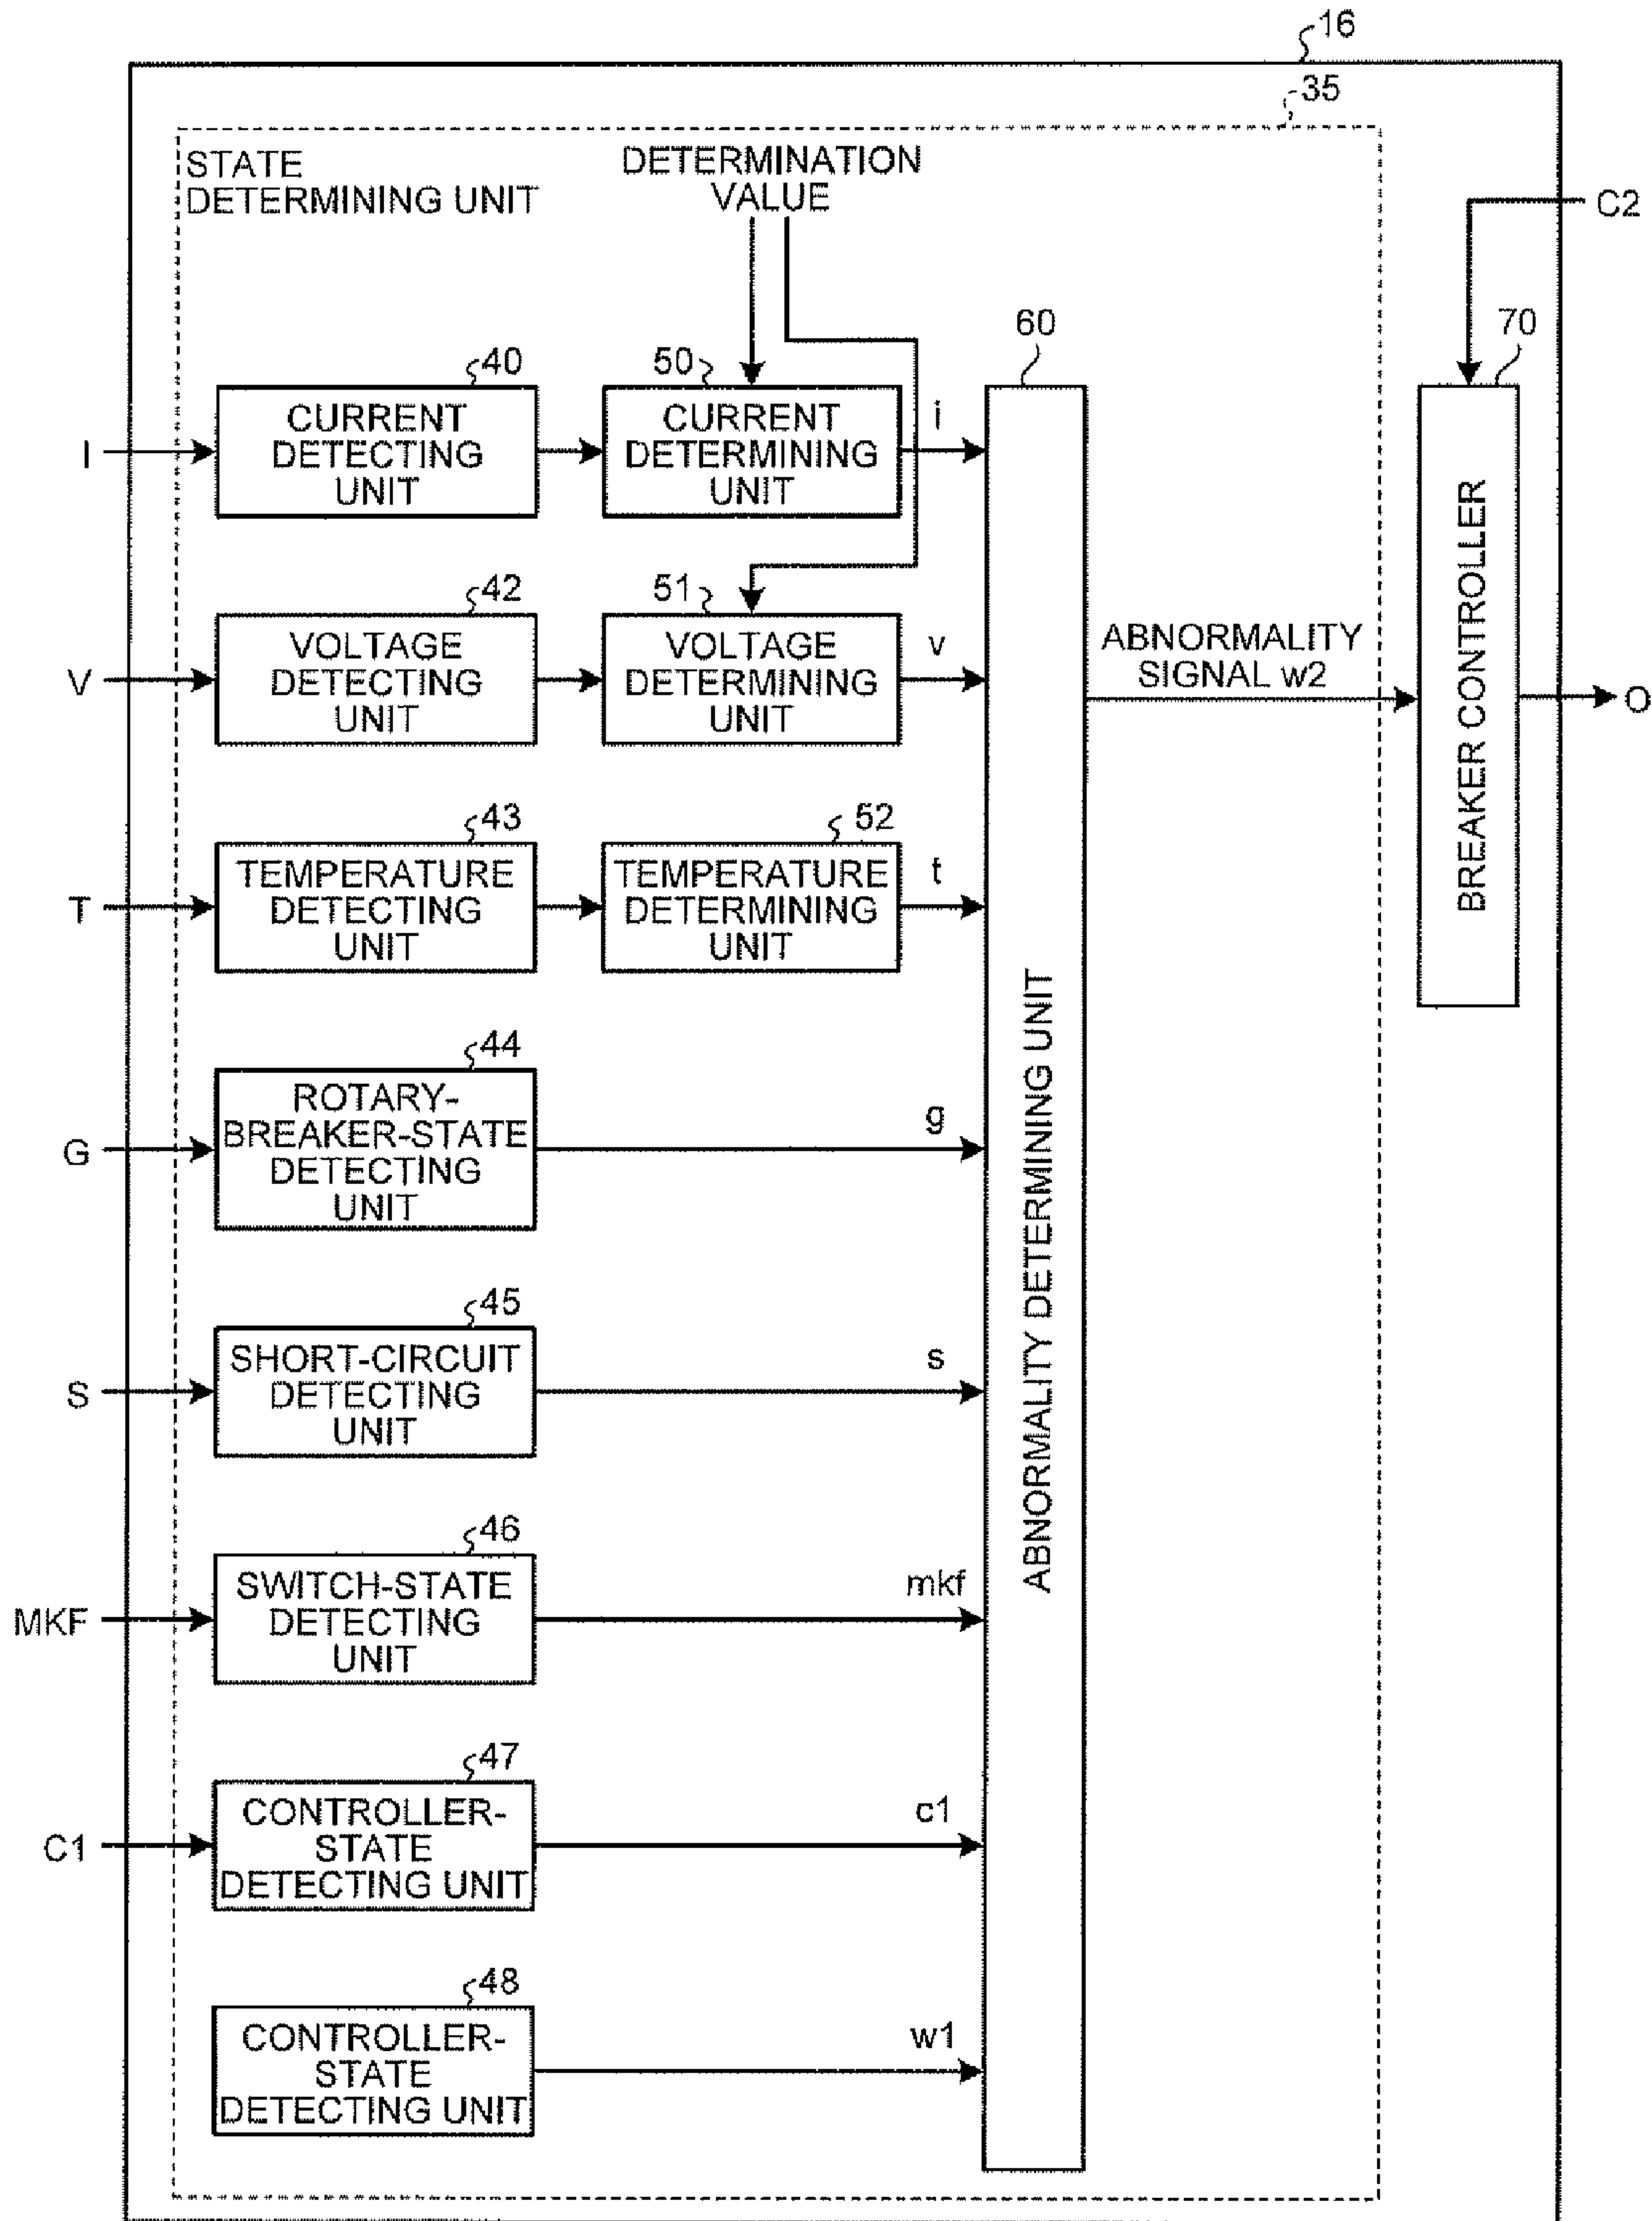 16
35
STATE
DETERMINING UNIT
DETERMINATION
VALUE
C2
40
50
60
70
I
CURRENT
DETECTING
UNIT
CURRENT
DETERMINING
UNIT
i
42
51
V
VOLTAGE
DETECTING
UNIT
VOLTAGE
DETERMINING
UNIT
v
ABNORMALITY
SIGNAL w2
BREAKER CONTROLLER
O
43
52
T
TEMPERATURE
DETECTING
UNIT
TEMPERATURE
DETERMINING
UNIT
t
ABNORMALITY DETERMINING UNIT
44
G
ROTARY-
BREAKER-STATE
DETECTING
UNIT
g
45
S
SHORT-CIRCUIT
DETECTING
UNIT
s
46
MKF
SWITCH-STATE
DETECTING
UNIT
mkf
47
C1
CONTROLLER-
STATE
DETECTING UNIT
c1
48
CONTROLLER-
STATE
DETECTING UNIT
w1